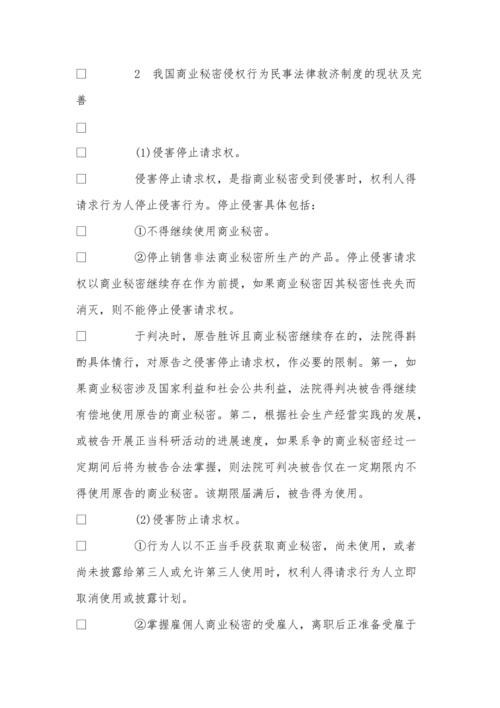 □ 2 我国商业秘密侵权行为民事法律救济制度的现状及完
善
□
□ (1)侵害停止请求权。
□ 侵害停止请求权，是指商业秘密受到侵害时，权利人得
请求行为人停止侵害行为。停止侵害具体包括：
□ ①不得继续使用商业秘密。
□ ②停止销售非法商业秘密所生产的产品。停止侵害请求
权以商业秘密继续存在作为前提，如果商业秘密因其秘密性丧失而
消灭，则不能停止侵害请求权。
□ 于判决时，原告胜诉且商业秘密继续存在的，法院得斟
酌具体情行，对原告之侵害停止请求权，作必要的限制。第一，如
果商业秘密涉及国家利益和社会公共利益，法院得判决被告得继续
有偿地使用原告的商业秘密。第二，根据社会生产经营实践的发展，
或被告开展正当科研活动的进展速度，如果系争的商业秘密经过一
定期间后将为被告合法掌握，则法院可判决被告仅在一定期限内不
得使用原告的商业秘密。该期限届满后，被告得为使用。
□ (2)侵害防止请求权。
□ ①行为人以不正当手段获取商业秘密，尚未使用，或者
尚未披露给第三人或允许第三人使用时，权利人得请求行为人立即
取消使用或披露计划。
□ ②掌握雇佣人商业秘密的受雇人，离职后正准备受雇于